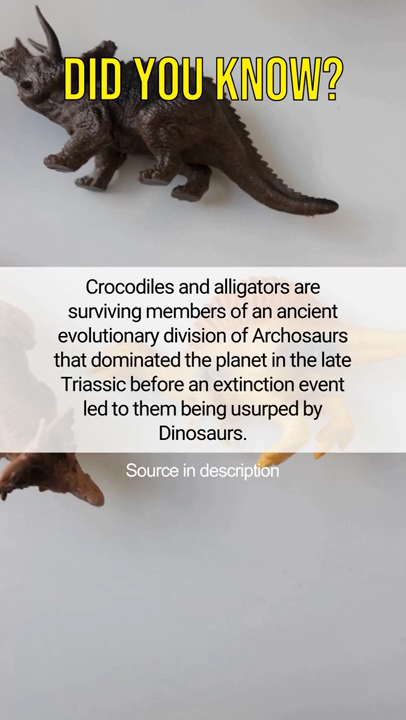 DID YOU KNOW?
Crocodiles and alligators are
surviving members of an ancient
evolutionary division of Archosaurs
that dominated the planet in the late
Triassic before an extinction event
led to them being usurped by
Dinosaurs.
Source in description